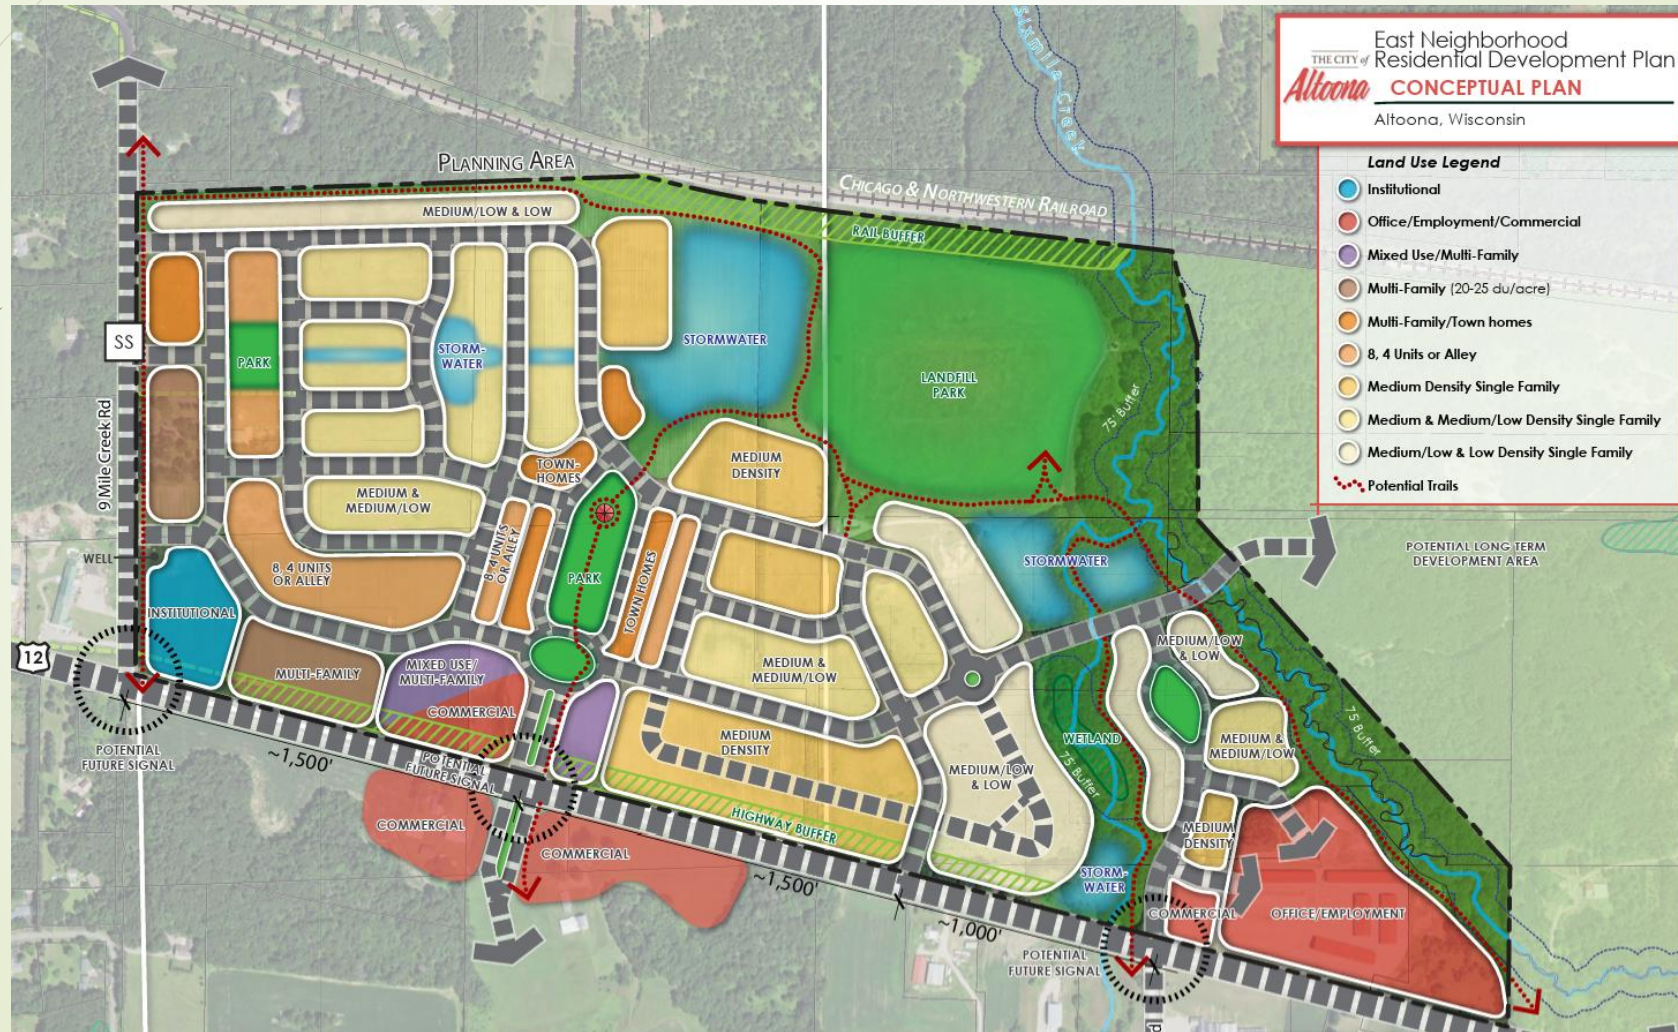 East Neighborhood
THE CITY of
Residential Development Plan
Altoona
CONCEPTUAL PLAN
Altoona, Wisconsin
Land Use Legend
Institutional
Office/Employment/Commercial
Mixed Use/Multi-Family
Multi-Family (20-25 du/acre)
Multi-Family/Town homes
8, 4 Units or Alley
Medium Density Single Family
Medium & Medium/Low Density Single Family
Medium/Low & Low Density Single Family
Potential Trails
Sixmile Creek
PLANNING AREA
CHICAGO & NORTHWESTERN RAILROAD
RAIL BUFFER
MEDIUM/LOW & LOW
SS
9 Mile Creek Rd
PARK
STORM-
WATER
STORMWATER
LANDFILL
PARK
75' Buffer
TOWN-
HOMES
MEDIUM
DENSITY
MEDIUM &
MEDIUM/LOW
8, 4 UNITS
OR ALLEY
WELL
8, 4 UNITS
OR ALLEY
PARK
TOWN HOMES
STORMWATER
POTENTIAL LONG TERM
DEVELOPMENT AREA
INSTITUTIONAL
12
MULTI-FAMILY
MIXED USE/
MULTI-FAMILY
COMMERCIAL
MEDIUM &
MEDIUM/LOW
MEDIUM/LOW
& LOW
MEDIUM
DENSITY
WETLAND
75' Buffer
MEDIUM &
MEDIUM/LOW
75' Buffer
POTENTIAL
FUTURE SIGNAL
~1,500'
POTENTIAL
FUTURE SIGNAL
MEDIUM/LOW
& LOW
COMMERCIAL
COMMERCIAL
HIGHWAY BUFFER
MEDIUM
DENSITY
~1,500'
STORM-
WATER
COMMERCIAL
OFFICE/EMPLOYMENT
~1,000'
POTENTIAL
FUTURE SIGNAL